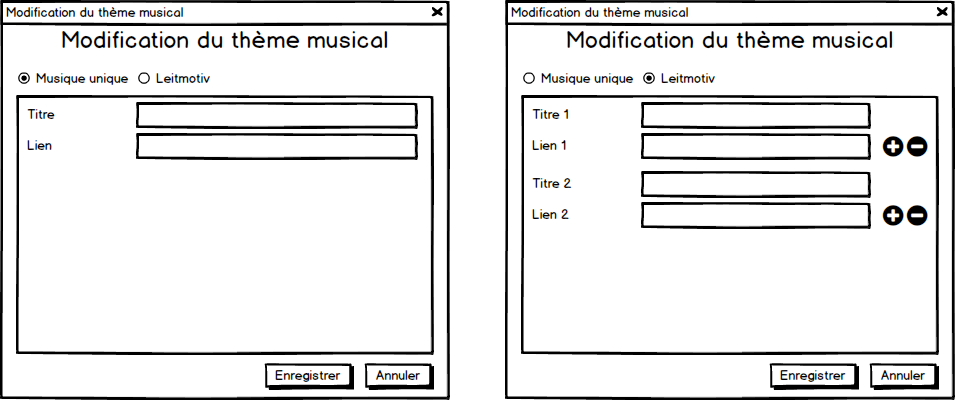 Modification du thème musical
Modification du thème musical
Musique unique Leitmotiv
Titre
Lien
Enregistrer Annuler
Modification du thème musical
Modification du thème musical
Musique unique Leitmotiv
Titre 1
Lien 1
Titre 2
Lien 2
Enregistrer Annuler